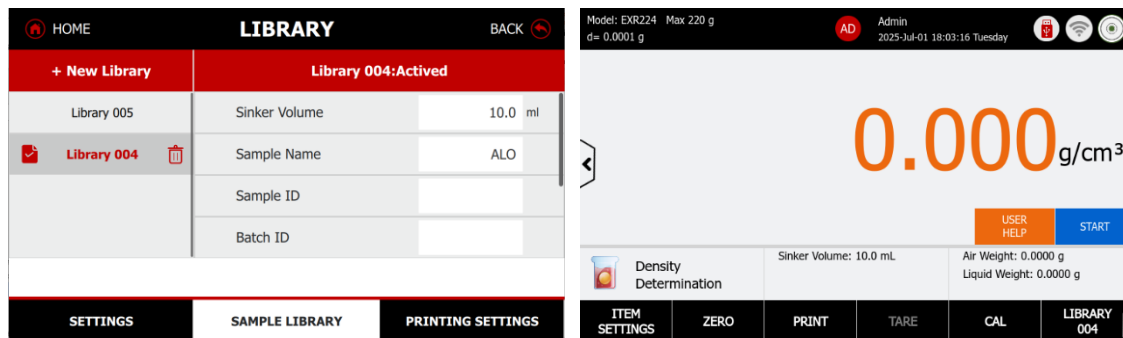 HOME LIBRARY BACK
+ New Library Library 004:Actived
Library 005 Sinker Volume 10.0 ml
Library 004 Sample Name ALO
Sample ID
Batch ID
SETTINGS SAMPLE LIBRARY PRINTING SETTINGS
Model: EXR224 Max 220 g
d= 0.0001 g
AD
Admin
2025-Jul-01 18:03:16 Tuesday
0.000 g/cm³
USER
HELP
START
Density
Determination
Sinker Volume: 10.0 mL
Air Weight: 0.0000 g
Liquid Weight: 0.0000 g
ITEM
SETTINGS
ZERO
PRINT
TARE
CAL
LIBRARY
004